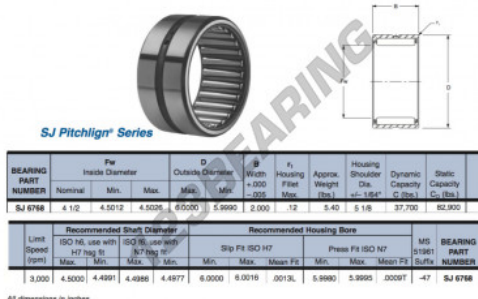 B
r₁
Fw
D
SJ Pitchlign® Series
BEARING PART NUMBER
Fw Inside Diameter
D Outside Diameter
B Width +.000 -.005
r₁ Housing Fillet Max.
Approx. Weight (lbs.)
Housing Shoulder Dia. +/- 1/64"
Dynamic Capacity C (lbs.)
Static Capacity C₀ (lbs.)
Nominal Min. Max. Max. Min.
SJ 6768 4 1/2 4.5012 4.5026 6.0000 5.9990 2.000 .12 5.40 5 1/8 37,700 62,900
Limit Speed (rpm)
Recommended Shaft Diameter
Recommended Housing Bore
MS 51961 Suffix
BEARING PART NUMBER
ISO h6, use with H7 hsg fit
ISO f6, use with N7 hsg fit
Slip Fit ISO H7
Press Fit ISO N7
Max. Min. Max. Min. Min. Max. Mean Fit Min. Max. Mean Fit
3,000 4.5000 4.4991 4.4986 4.4977 6.0000 6.0016 .0013L 5.9980 5.9995 .0009T -47 SJ 6768
All dimensions in inches
123BEARING